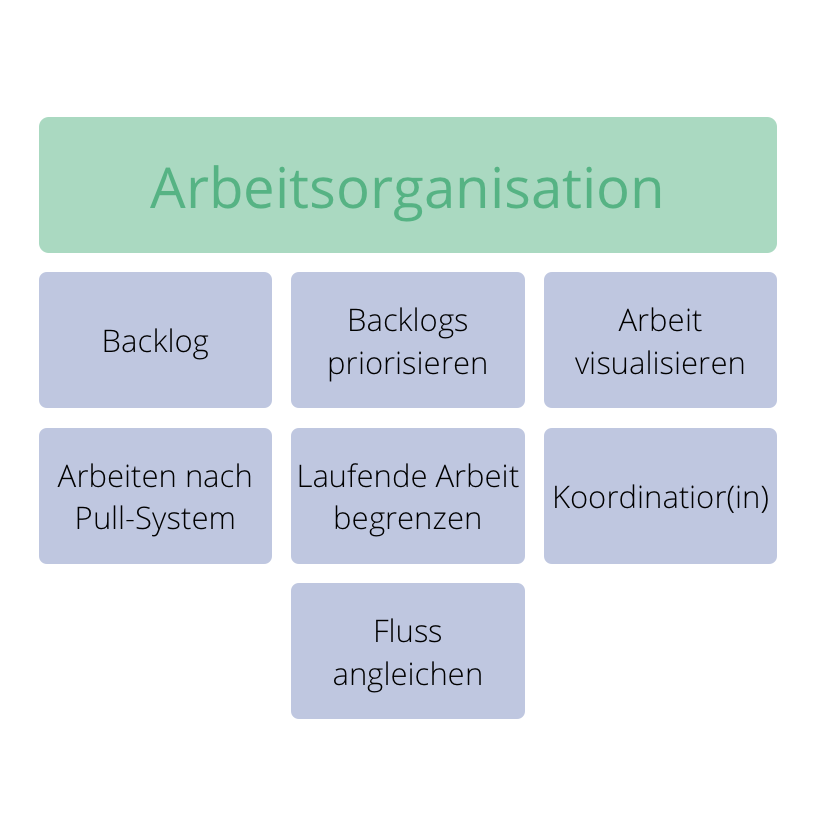 Arbeitsorganisation
Backlog
Backlogs
priorisieren
Arbeit
visualisieren
Arbeiten nach
Pull-System
Laufende Arbeit
begrenzen
Koordinatior(in)
Fluss
angleichen